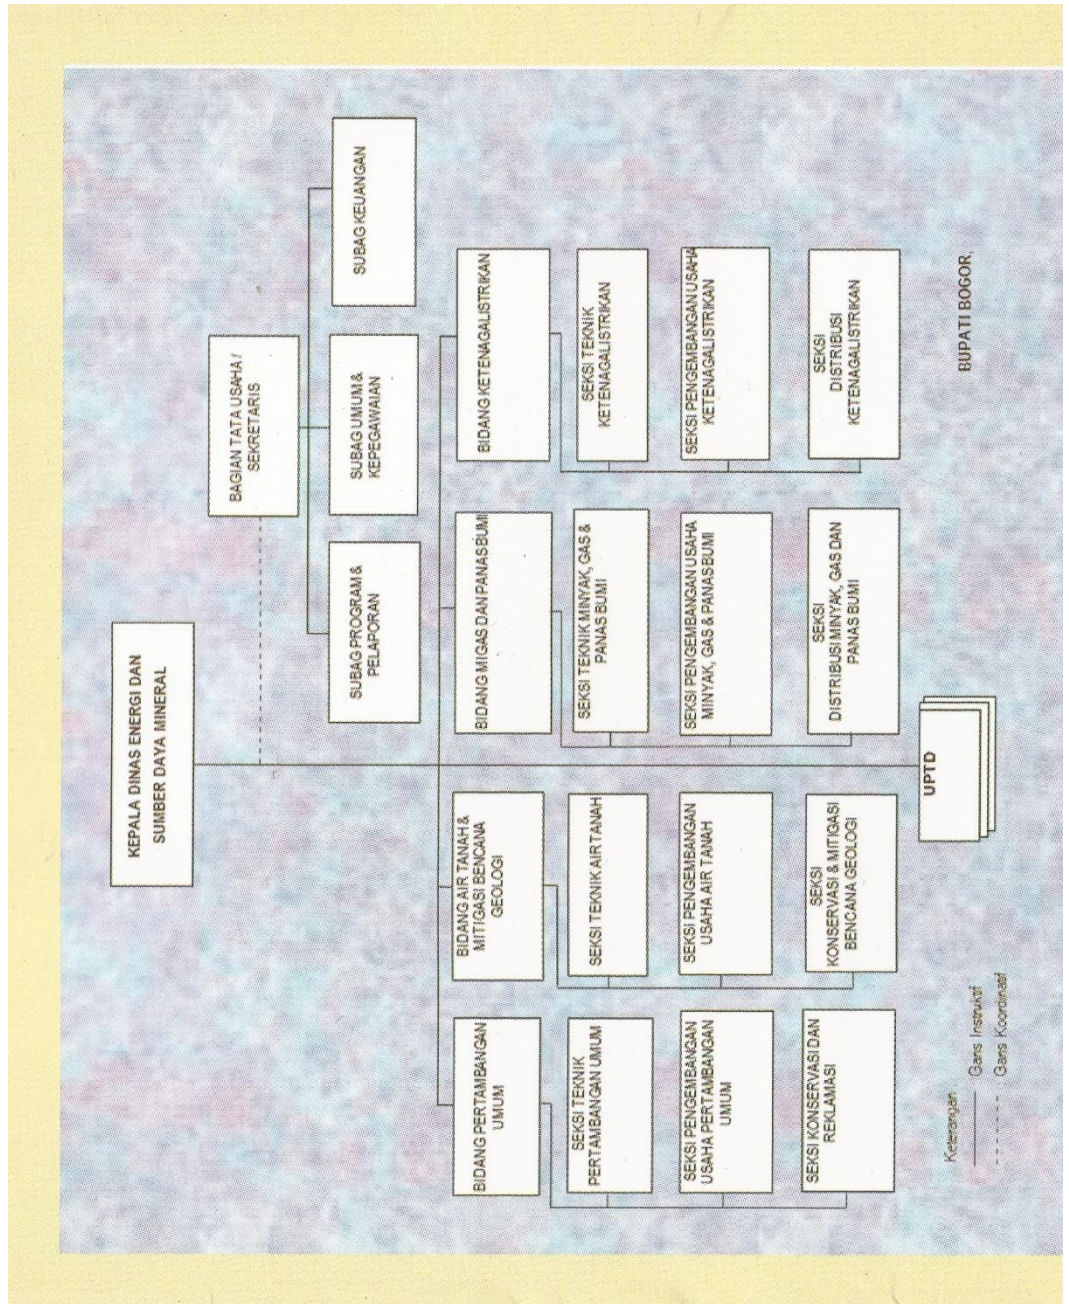 KEPALA DINAS ENERGI DAN
SUMBER DAYA MINERAL
BAGIAN TATA USAHA /
SEKRETARIS
SUBAG PROGRAM &
PELAPORAN
SUBAG UMUM &
KEPEGAWAIAN
SUBAG KEUANGAN
BIDANG PERTAMBANGAN
UMUM
BIDANG AIR TANAH &
MITIGASI BENCANA
GEOLOGI
BIDANG MIGAS DAN PANAS BUMI
BIDANG KETENAGALISTRIKAN
SEKSI TEKNIK
PERTAMBANGAN UMUM
SEKSI TEKNIK AIR TANAH
SEKSI TEKNIK MINYAK, GAS &
PANAS BUMI
SEKSI TEKNIK
KETENAGALISTRIKAN
SEKSI PENGEMBANGAN
USAHA PERTAMBANGAN
UMUM
SEKSI PENGEMBANGAN
USAHA AIR TANAH
SEKSI PENGEMBANGAN USAHA
MINYAK, GAS & PANAS BUMI
SEKSI PENGEMBANGAN USAHA
KETENAGALISTRIKAN
SEKSI KONSERVASI DAN
REKLAMASI
SEKSI
KONSERVASI & MITIGASI
BENCANA GEOLOGI
SEKSI
DISTRIBUSI MINYAK, GAS DAN
PANAS BUMI
SEKSI
DISTRIBUSI
KETENAGALISTRIKAN
UPTD
Keterangan
Garis Instruktif
Garis Koordinatif
BUPATI BOGOR,